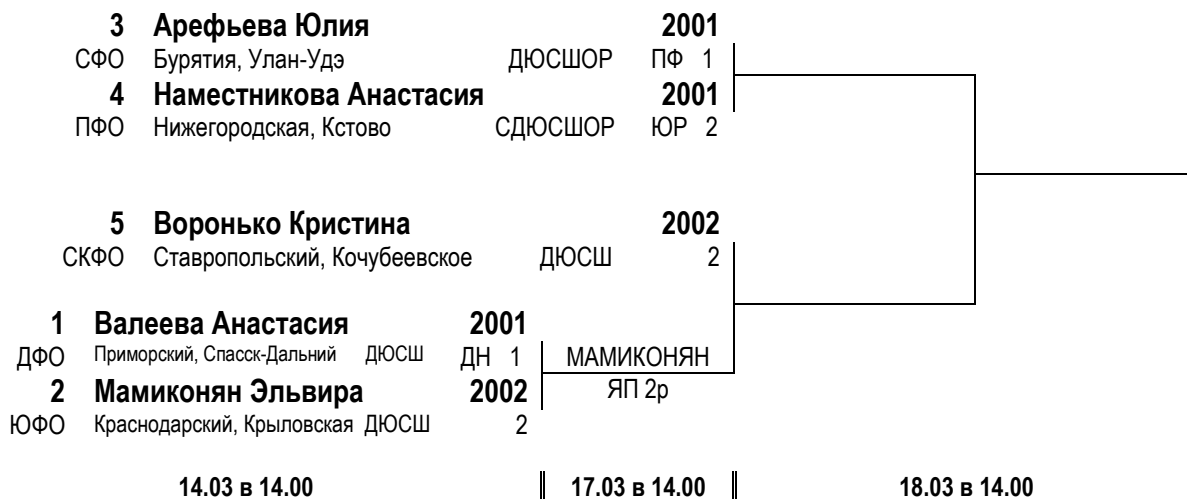 3 Арефьева Юлия 2001
СФО Бурятия, Улан-Удэ ДЮСШОР ПФ 1
4 Наместникова Анастасия 2001
ПФО Нижегородская, Кстово СДЮСШОР ЮР 2
5 Воронько Кристина 2002
СКФО Ставропольский, Кочубеевское ДЮСШ 2
1 Валеева Анастасия 2001
ДФО Приморский, Спасск-Дальний ДЮСШ ДН 1 МАМИКОНЯН
2 Мамиконян Эльвира 2002 ЯП 2р
ЮФО Краснодарский, Крыловская ДЮСШ 2
14.03 в 14.00 17.03 в 14.00 18.03 в 14.00